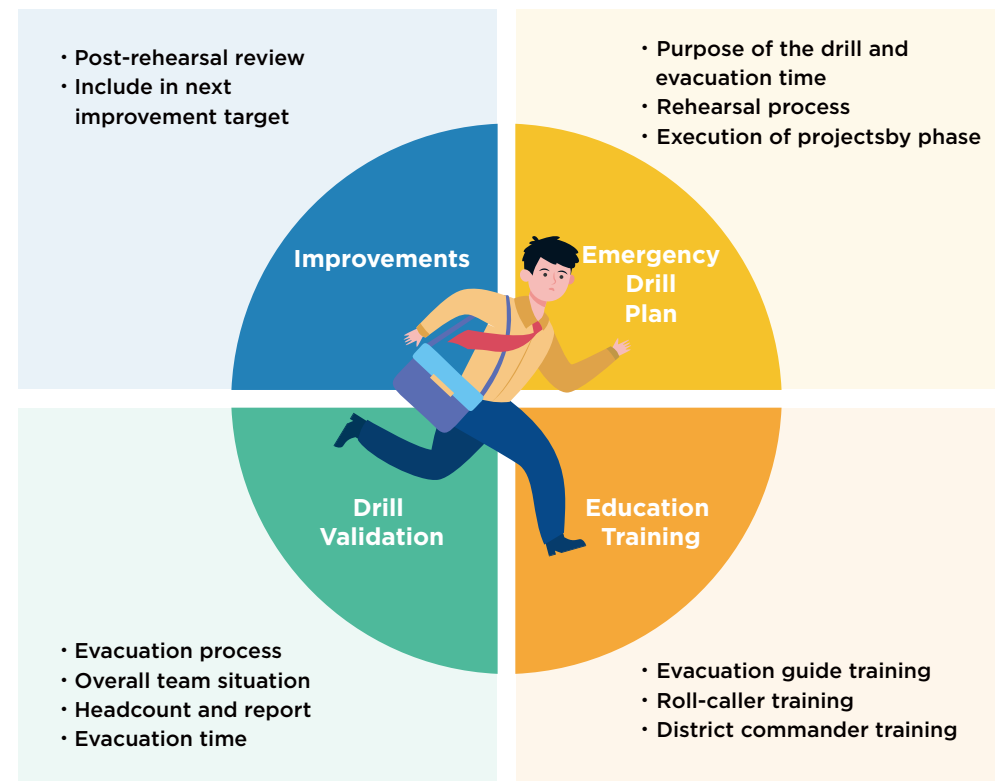 · Post-rehearsal review
· Include in next
improvement target
Improvements
· Purpose of the drill and
evacuation time
· Rehearsal process
· Execution of projectsby phase
Emergency
Drill
Plan
Drill
Validation
· Evacuation process
· Overall team situation
· Headcount and report
· Evacuation time
Education
Training
· Evacuation guide training
· Roll-caller training
· District commander training